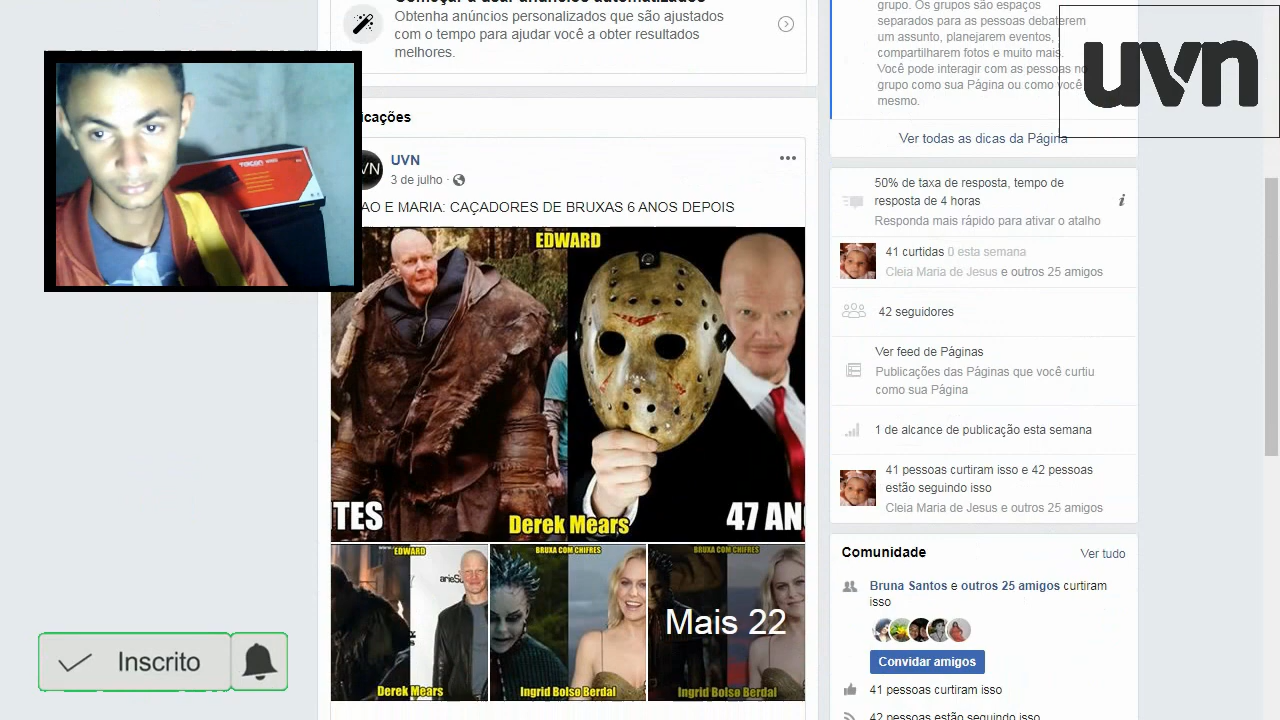 Obtenha anúncios personalizados que são ajustados
com o tempo para ajudar você a obter resultados
melhores.
icações
UVN
3 de julho
AO E MARIA: CAÇADORES DE BRUXAS 6 ANOS DEPOIS
EDWARD
TES
Derek Mears
47 AN
EDWARD
Derek Mears
BRUXA COM CHIFRES
Ingrid Bolsø Berdal
BRUXA COM CHIFRES
Mais 22
Ingrid Bolsø Berdal
Inscrito
grupo. Os grupos são espaços
separados para as pessoas debaterem
um assunto, planejarem eventos,
compartilharem fotos e muito mais.
Você pode interagir com as pessoas no
grupo como sua Página ou como você
mesmo.
uvn
Ver todas as dicas da Página
50% de taxa de resposta, tempo de
resposta de 4 horas
Responda mais rápido para ativar o atalho
41 curtidas 0 esta semana
Cleia Maria de Jesus e outros 25 amigos
42 seguidores
Ver feed de Páginas
Publicações das Páginas que você curtiu
como sua Página
1 de alcance de publicação esta semana
41 pessoas curtiram isso e 42 pessoas
estão seguindo isso
Cleia Maria de Jesus e outros 25 amigos
Comunidade
Ver tudo
Bruna Santos e outros 25 amigos curtiram
isso
Convidar amigos
41 pessoas curtiram isso
42 pessoas estão seguindo isso